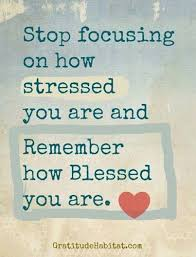 Stop focusing
on how
stressed
you are and
Remember
how Blessed
you are.
GratitudeHabitat.com